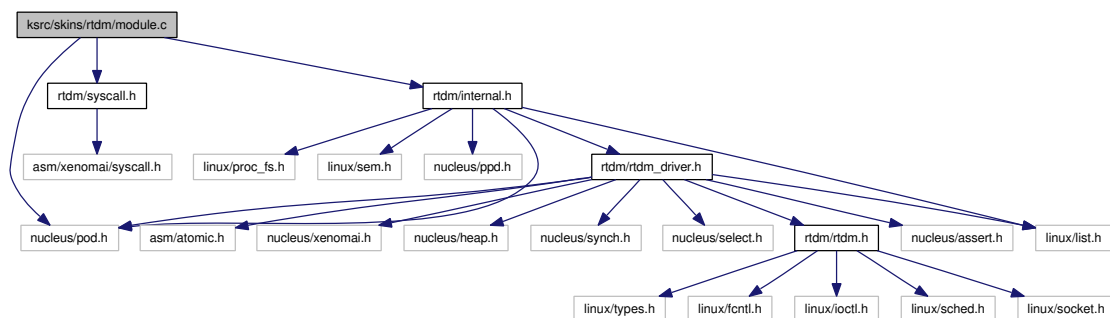 ksrc/skins/rtdm/module.c
rtdm/syscall.h
rtdm/internal.h
asm/xenomai/syscall.h
linux/proc_fs.h
linux/sem.h
nucleus/ppd.h
rtdm/rtdm_driver.h
nucleus/pod.h
asm/atomic.h
nucleus/xenomai.h
nucleus/heap.h
nucleus/synch.h
nucleus/select.h
rtdm/rtdm.h
nucleus/assert.h
linux/list.h
linux/types.h
linux/fcntl.h
linux/ioctl.h
linux/sched.h
linux/socket.h